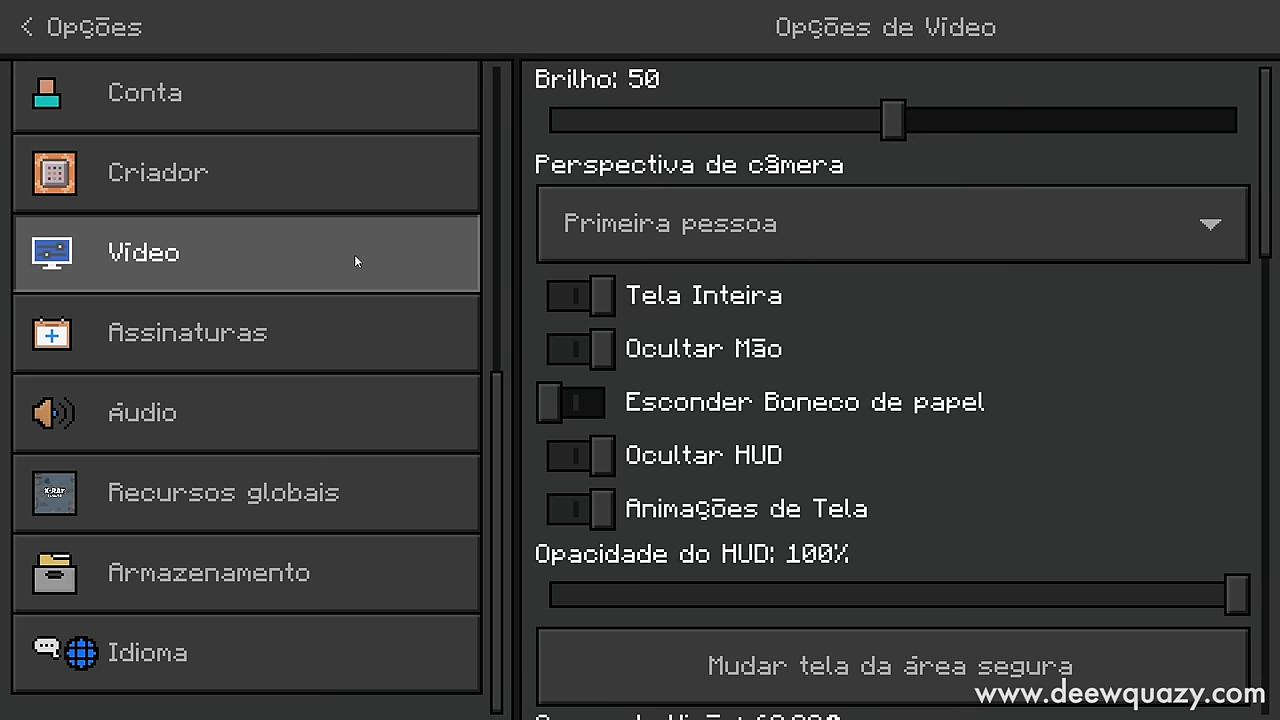 Opções
Opções de Vídeo
Conta
Criador
Vídeo
Assinaturas
Áudio
Recursos globais
Armazenamento
Idioma
Brilho: 50
Perspectiva de câmera
Primeira pessoa
Tela Inteira
Ocultar Mão
Esconder Boneco de papel
Ocultar HUD
Animações de Tela
Opacidade do HUD: 100%
Mudar tela da área segura
www.deewquazy.com